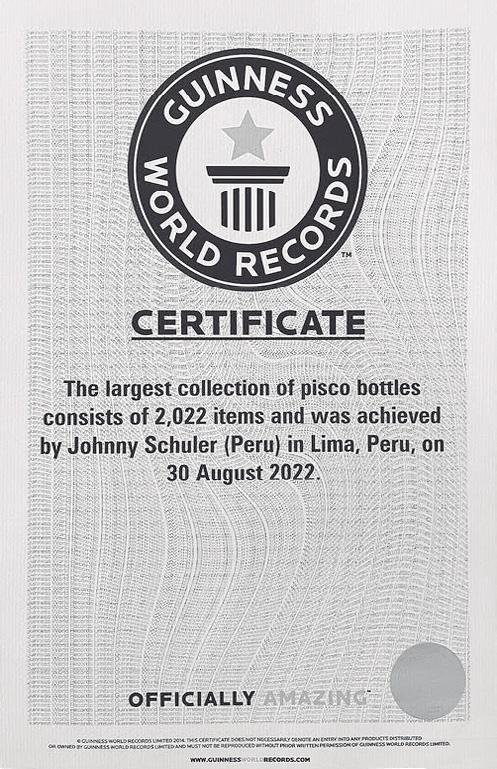 GUINNESS
WORLD RECORDS
TM
CERTIFICATE
The largest collection of pisco bottles
consists of 2,022 items and was achieved
by Johnny Schuler (Peru) in Lima, Peru, on
30 August 2022.
OFFICIALLY AMAZING™
© GUINNESS WORLD RECORDS LIMITED 2014. THIS CERTIFICATE DOES NOT NECESSARILY DENOTE AN ENTRY INTO ANY PRODUCTS DISTRIBUTED
OR OWNED BY GUINNESS WORLD RECORDS LIMITED AND MUST NOT BE REPRODUCED WITHOUT PRIOR WRITTEN PERMISSION OF GUINNESS WORLD RECORDS LIMITED.
WWW.GUINNESSWORLDRECORDS.COM